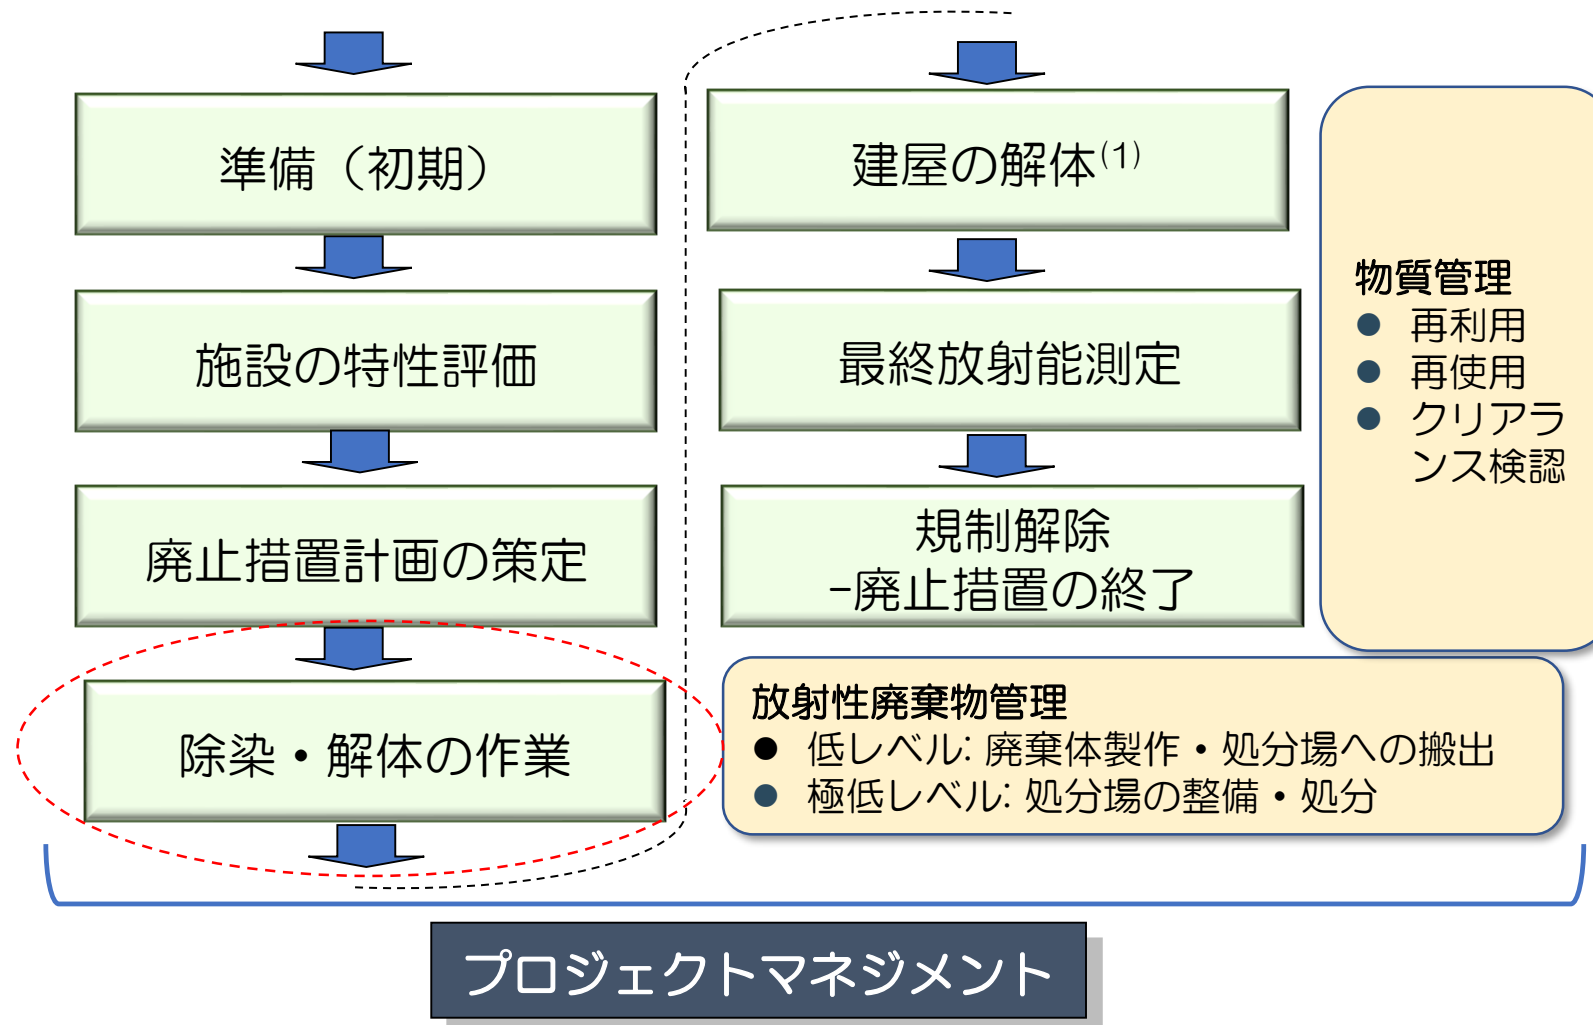 準備（初期）
施設の特性評価
廃止措置計画の策定
除染・解体の作業
建屋の解体(1)
最終放射能測定
規制解除
-廃止措置の終了
物質管理
● 再利用
● 再使用
● クリアラ
ンス検認
放射性廃棄物管理
● 低レベル: 廃棄体製作・処分場への搬出
● 極低レベル: 処分場の整備・処分
プロジェクトマネジメント